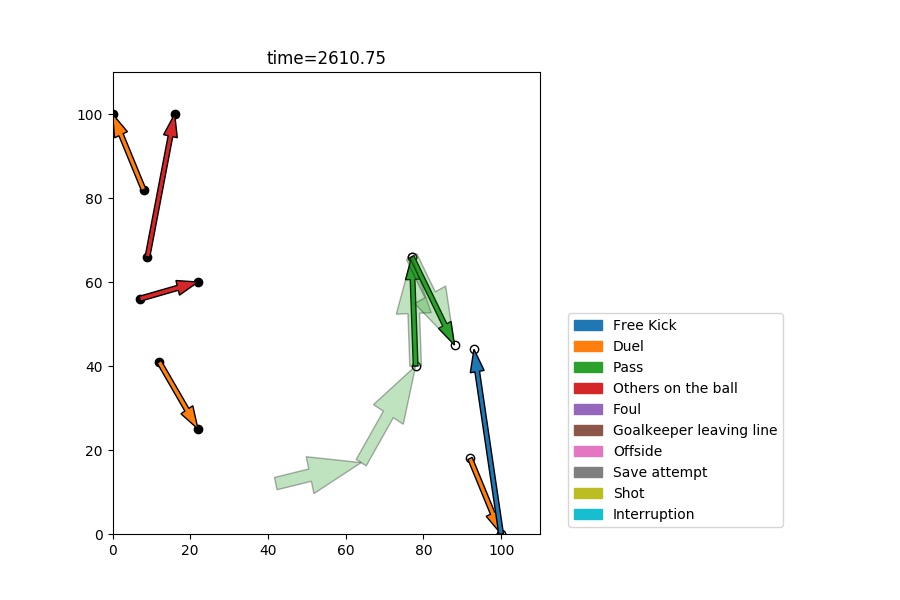 time=2610.75
100
80
60
40
20
0
0
20
40
60
80
100
Free Kick
Duel
Pass
Others on the ball
Foul
Goalkeeper leaving line
Offside
Save attempt
Shot
Interruption